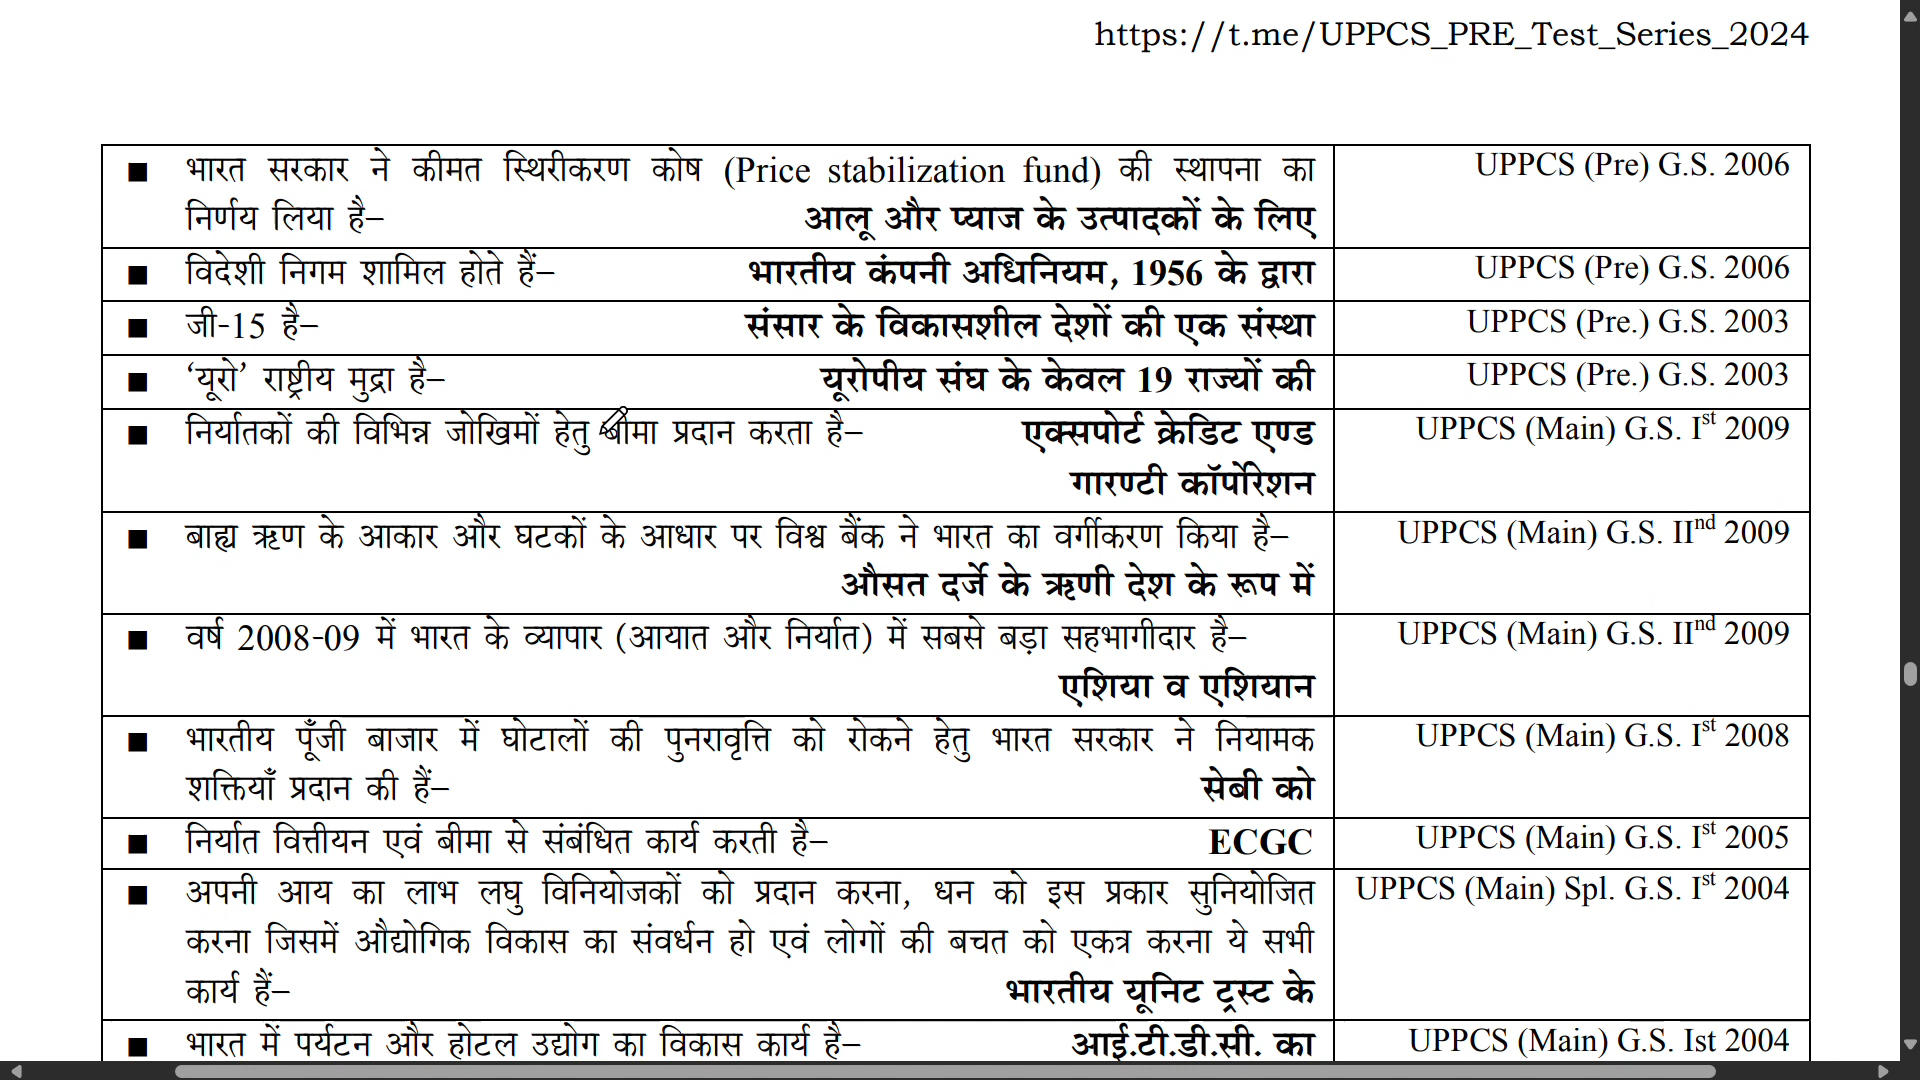 https://t.me/UPPCS_PRE_Test_Series_2024
■ भारत सरकार ने कीमत स्थिरीकरण कोष (Price stabilization fund) की स्थापना का UPPCS (Pre) G.S. 2006
निर्णय लिया है– आलू और प्याज के उत्पादकों के लिए
■ विदेशी निगम शामिल होते हैं– भारतीय कंपनी अधिनियम, 1956 के द्वारा UPPCS (Pre) G.S. 2006
■ जी-15 है– संसार के विकासशील देशों की एक संस्था UPPCS (Pre.) G.S. 2003
■ ‘यूरो’ राष्ट्रीय मुद्रा है– यूरोपीय संघ के केवल 19 राज्यों की UPPCS (Pre.) G.S. 2003
■ निर्यातकों की विभिन्न जोखिमों हेतु बीमा प्रदान करता है– एक्सपोर्ट क्रेडिट एण्ड UPPCS (Main) G.S. Ist 2009
गारण्टी कॉर्पोरेशन
■ बाह्य ऋण के आकार और घटकों के आधार पर विश्व बैंक ने भारत का वर्गीकरण किया है– UPPCS (Main) G.S. IInd 2009
औसत दर्जे के ऋणी देश के रूप में
■ वर्ष 2008-09 में भारत के व्यापार (आयात और निर्यात) में सबसे बड़ा सहभागीदार है– UPPCS (Main) G.S. IInd 2009
एशिया व एशियान
■ भारतीय पूँजी बाजार में घोटालों की पुनरावृत्ति को रोकने हेतु भारत सरकार ने नियामक UPPCS (Main) G.S. Ist 2008
शक्तियाँ प्रदान की हैं– सेबी को
■ निर्यात वित्तीयन एवं बीमा से संबंधित कार्य करती है– ECGC UPPCS (Main) G.S. Ist 2005
■ अपनी आय का लाभ लघु विनियोजकों को प्रदान करना, धन को इस प्रकार सुनियोजित UPPCS (Main) Spl. G.S. Ist 2004
करना जिसमें औद्योगिक विकास का संवर्धन हो एवं लोगों की बचत को एकत्र करना ये सभी
कार्य हैं– भारतीय यूनिट ट्रस्ट के
■ भारत में पर्यटन और होटल उद्योग का विकास कार्य है– आई.टी.डी.सी. का UPPCS (Main) G.S. Ist 2004